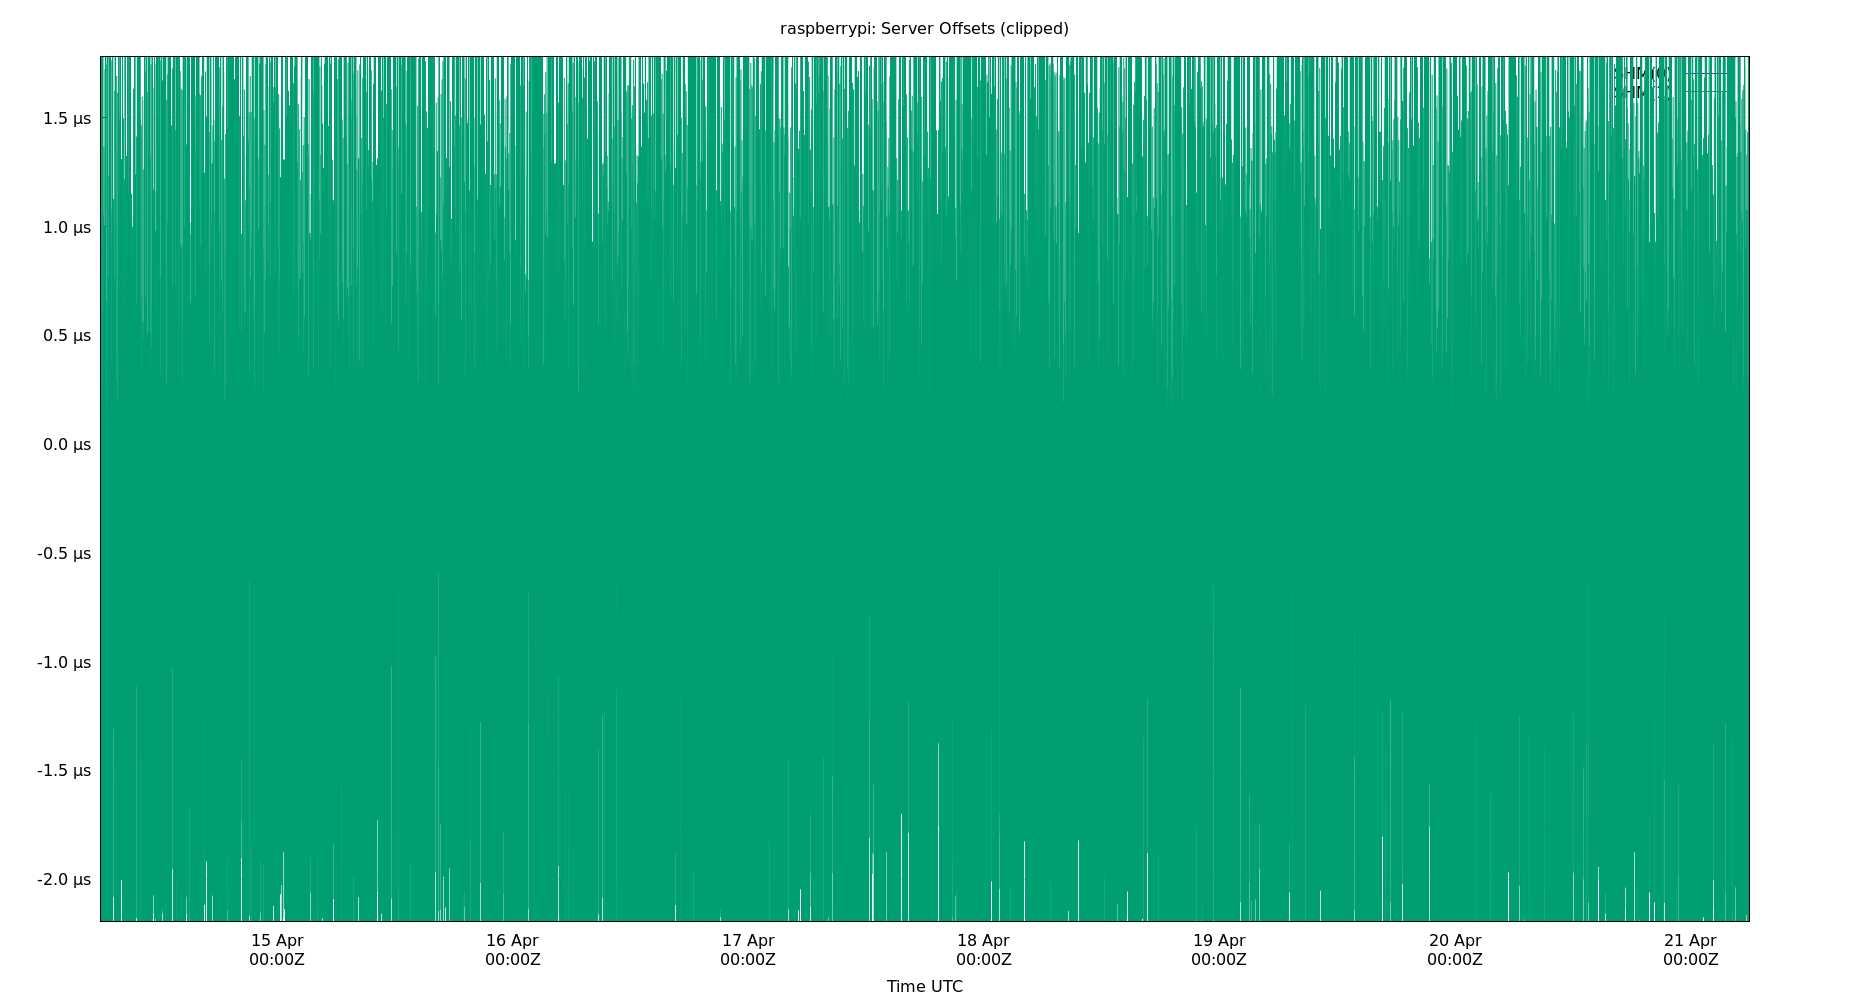 raspberrypi: Server Offsets (clipped)
SHM(0)
1.5 µs
1.0 µs
0.5 µs
0.0 µs
-0.5 µs
-1.0 µs
-1.5 µs
-2.0 µs
15 Apr 16 Apr 17 Apr 18 Apr 19 Apr 20 Apr 21 Apr
00:00Z 00:00Z 00:00Z 00:00Z 00:00Z 00:00Z 00:00Z
Time UTC